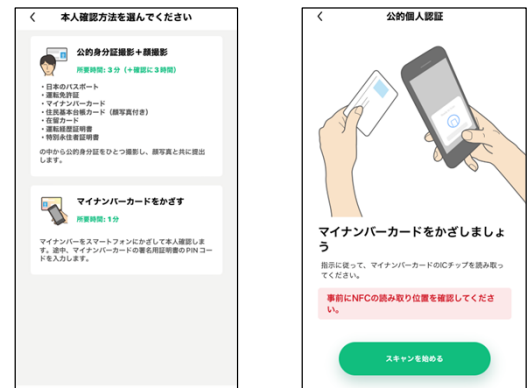 本人確認方法を選んでください
公的身分証撮影＋顔撮影
所要時間: 3分（＋確認に3時間）
・日本のパスポート
・運転免許証
・マイナンバーカード
・住民基本台帳カード（顔写真付き）
・在留カード
・運転経歴証明書
・特別永住者証明書
の中から公的身分証をひとつ撮影し、顔写真と共に提出
します。
マイナンバーカードをかざす
所要時間: 1分
マイナンバーをスマートフォンにかざして本人確認しま
す。途中、マイナンバーカードの署名用証明書のPINコー
ドを入力します。
公的個人認証
マイナンバーカードをかざしましょ
う
指示に従って、マイナンバーカードのICチップを読み取っ
てください。
事前にNFCの読み取り位置を確認してくださ
い。
スキャンを始める